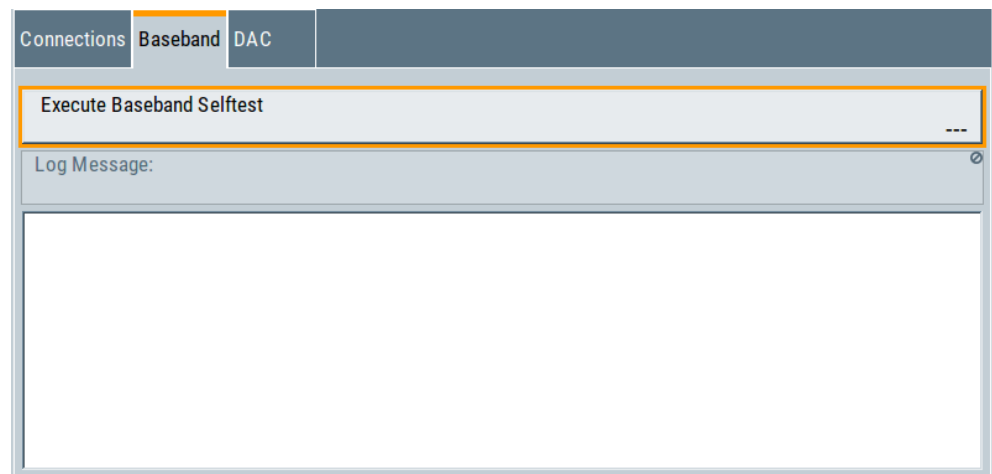 Connections Baseband DAC
Execute Baseband Selftest
---
Log Message: